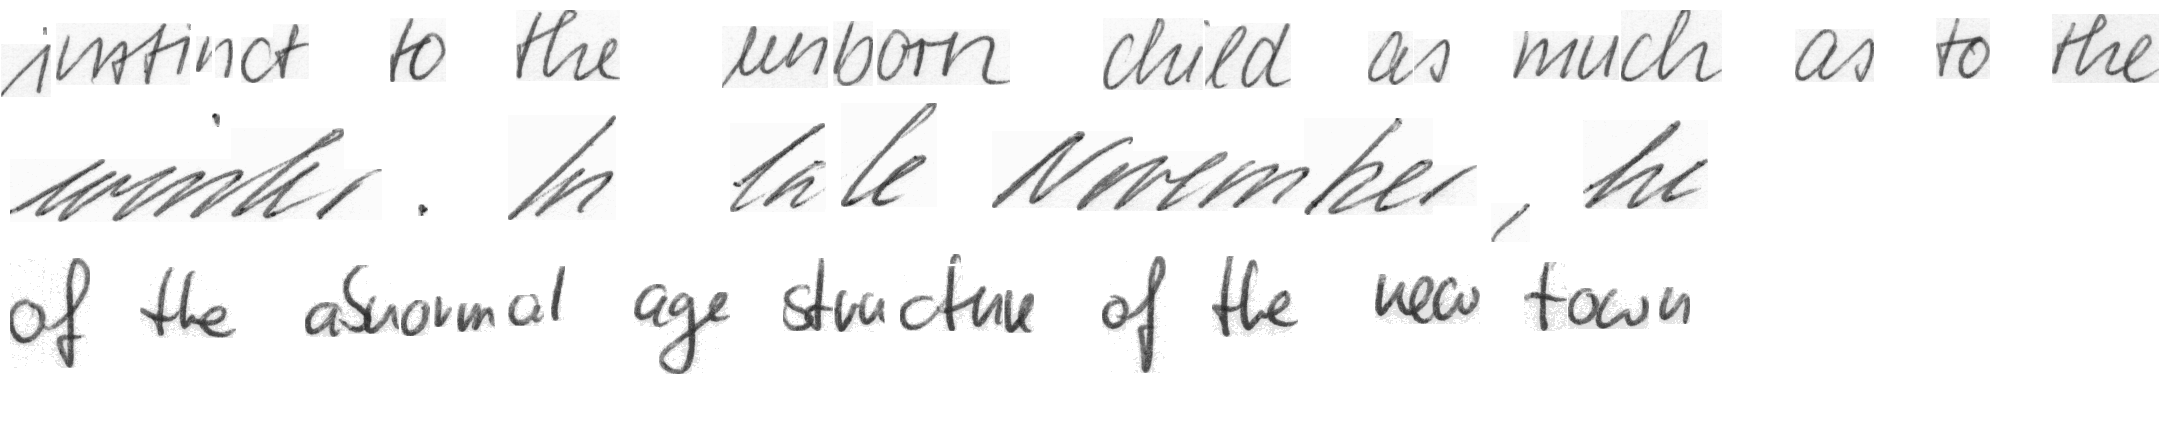 instinct to the unborn child as much as to the
winter. In late November, he
of the abnormal age structure of the new town